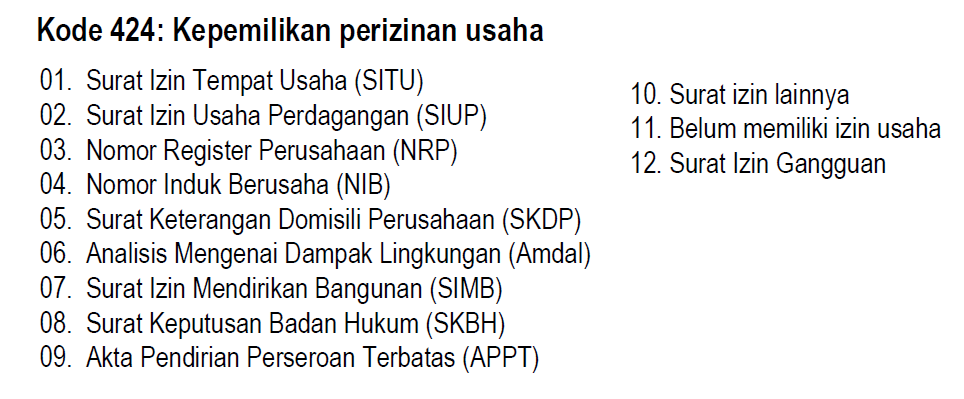 Kode 424: Kepemilikan perizinan usaha
01. Surat Izin Tempat Usaha (SITU)
02. Surat Izin Usaha Perdagangan (SIUP)
03. Nomor Register Perusahaan (NRP)
04. Nomor Induk Berusaha (NIB)
05. Surat Keterangan Domisili Perusahaan (SKDP)
06. Analisis Mengenai Dampak Lingkungan (Amdal)
07. Surat Izin Mendirikan Bangunan (SIMB)
08. Surat Keputusan Badan Hukum (SKBH)
09. Akta Pendirian Perseroan Terbatas (APPT)
10. Surat izin lainnya
11. Belum memiliki izin usaha
12. Surat Izin Gangguan